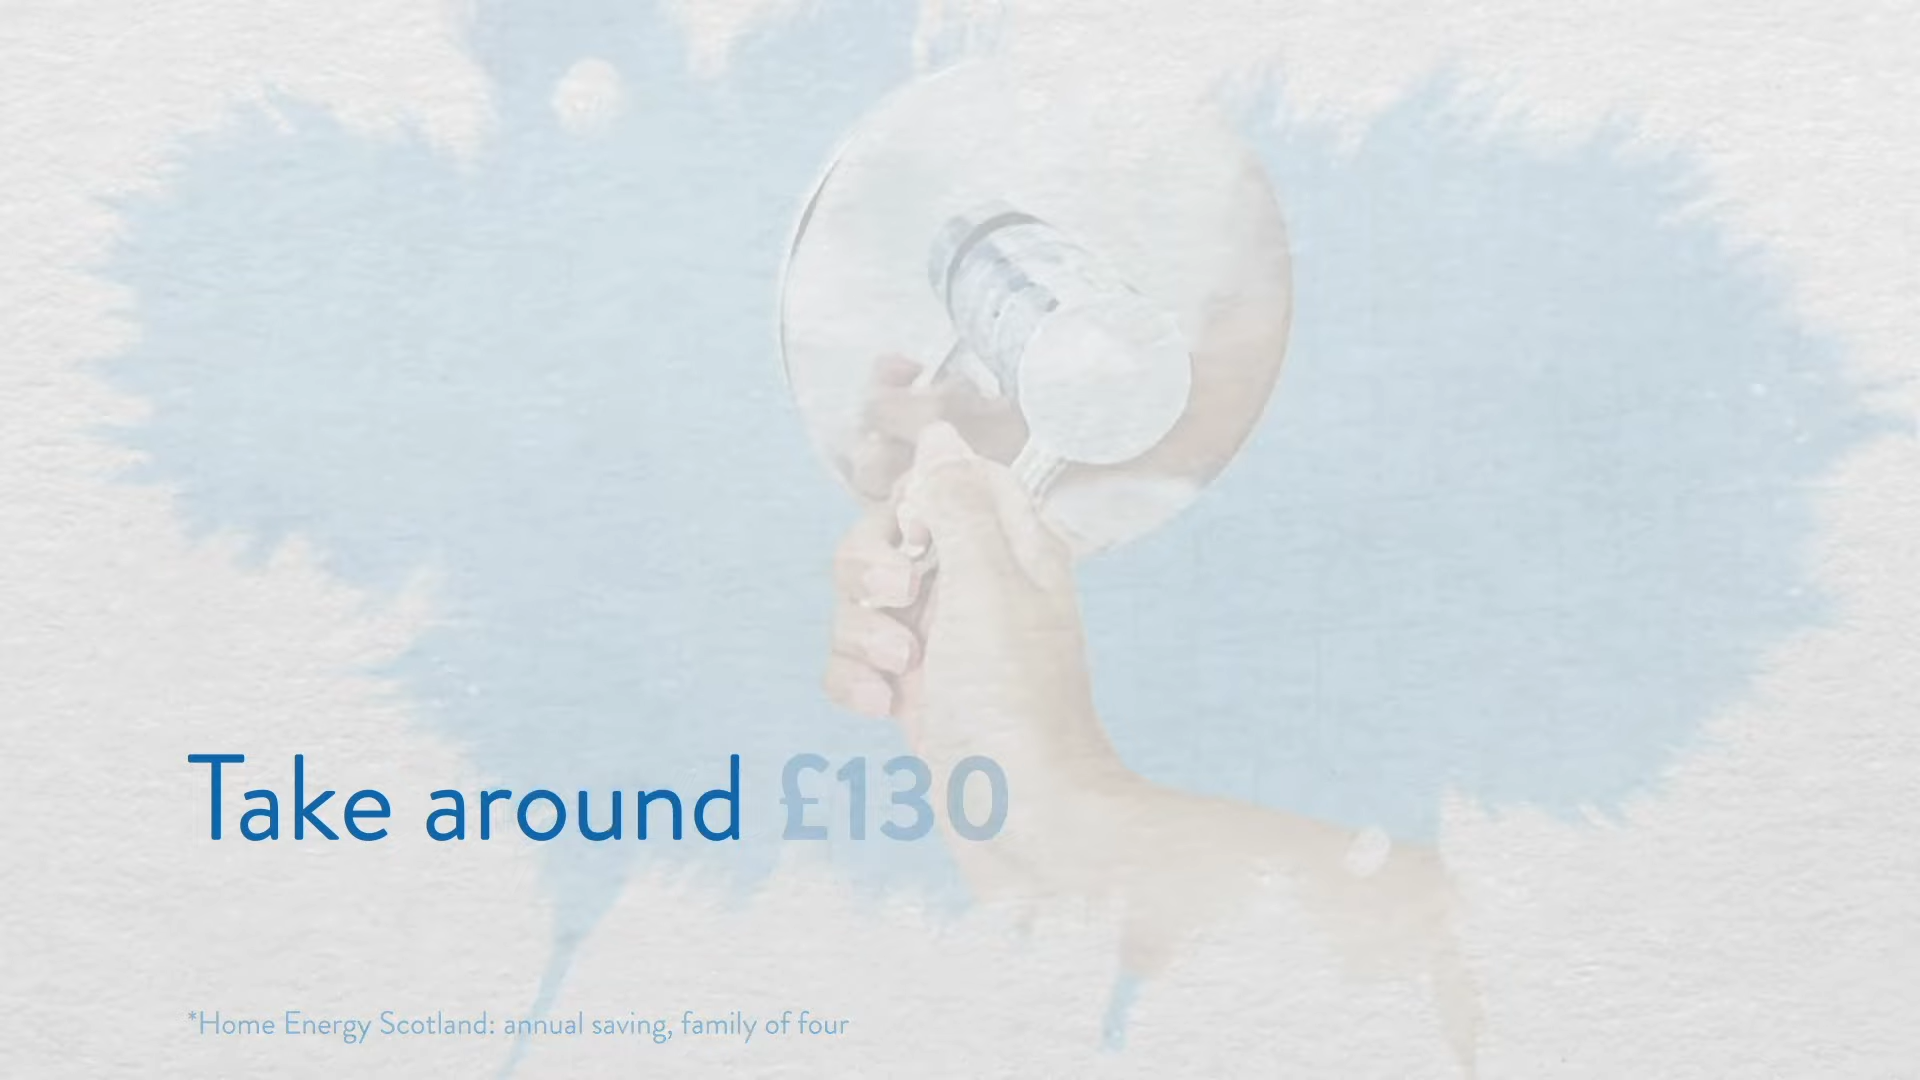 Take around £130
*Home Energy Scotland: annual saving, family of four